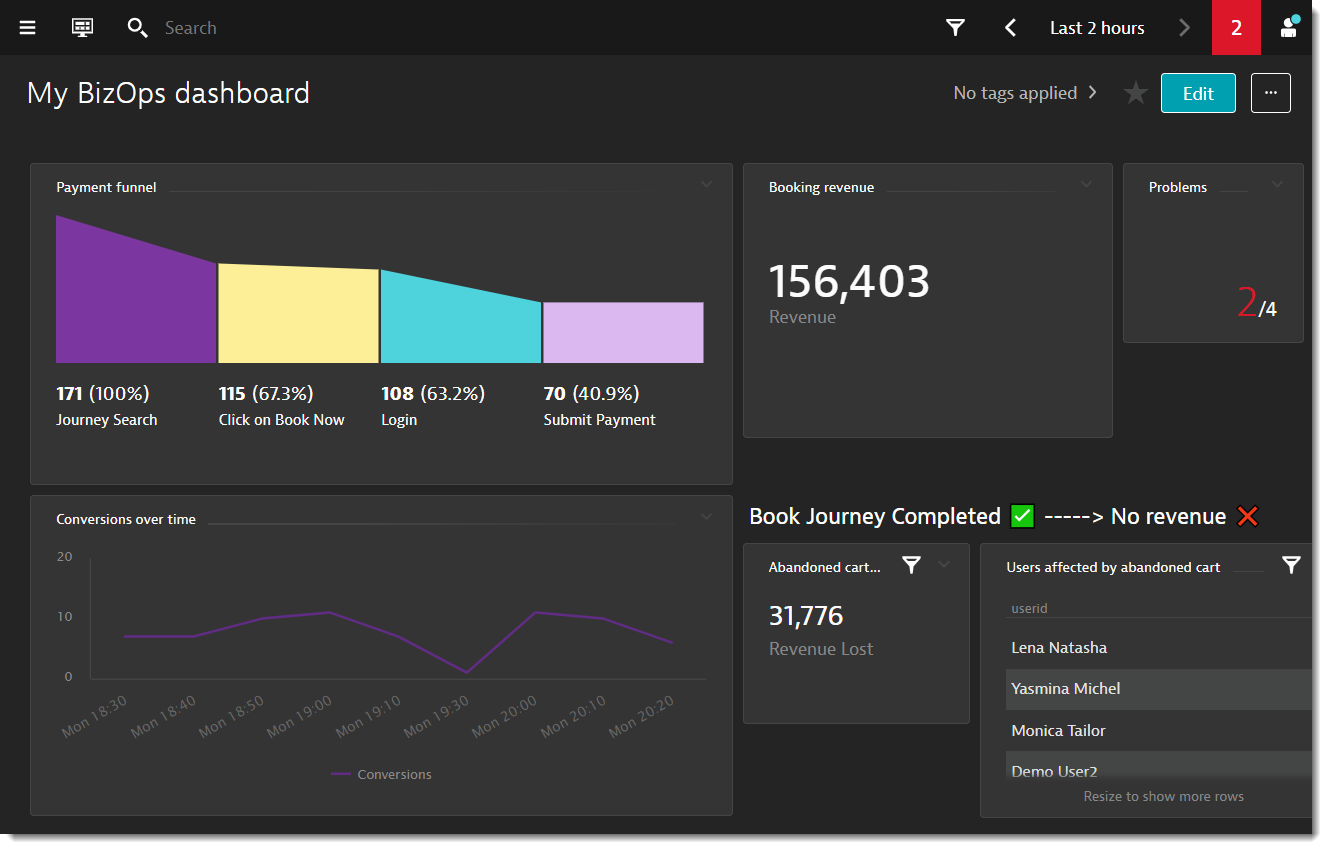 Search
Last 2 hours
2
My BizOps dashboard
No tags applied
Edit
...
Payment funnel
171 (100%)
Journey Search
115 (67.3%)
Click on Book Now
108 (63.2%)
Login
70 (40.9%)
Submit Payment
Booking revenue
156,403
Revenue
Problems
2/4
Conversions over time
20
10
0
Mon 18:30
Mon 18:40
Mon 18:50
Mon 19:00
Mon 19:10
Mon 19:30
Mon 20:00
Mon 20:10
Mon 20:20
Conversions
Book Journey Completed ✅ -----> No revenue ❌
Abandoned cart...
31,776
Revenue Lost
Users affected by abandoned cart
userid
Lena Natasha
Yasmina Michel
Monica Tailor
Demo User2
Resize to show more rows